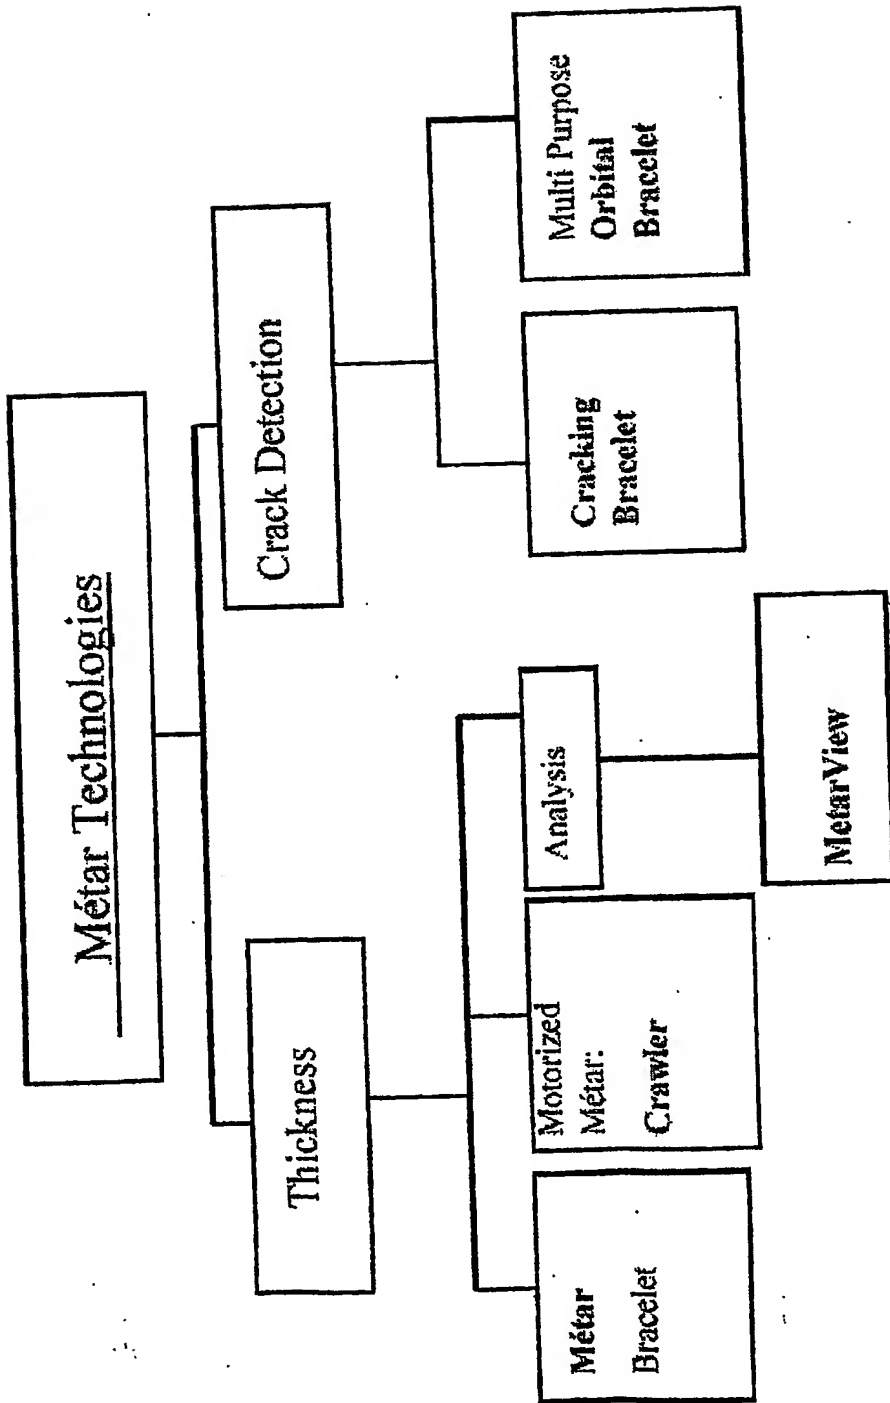 Métar Technologies
Thickness
Crack Detection
Métar
Bracelet
Motorized
Métar:
Crawler
Analysis
Cracking
Bracelet
Multi Purpose
Orbital
Bracelet
MetarView